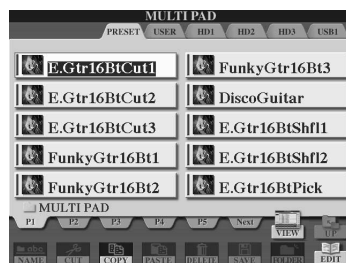 MULTI PAD
PRESET USER HD1 HD2 HD3 USB1
E.Gtr16BtCut1 FunkyGtr16Bt3
E.Gtr16BtCut2 DiscoGuitar
E.Gtr16BtCut3 E.Gtr16BtShfl1
FunkyGtr16Bt1 E.Gtr16BtShfl2
FunkyGtr16Bt2 E.Gtr16BtPick
MULTI PAD
P1 P2 P3 P4 P5 Next VIEW UP
NAME CUT COPY PASTE DELETE SAVE FOLDER EDIT